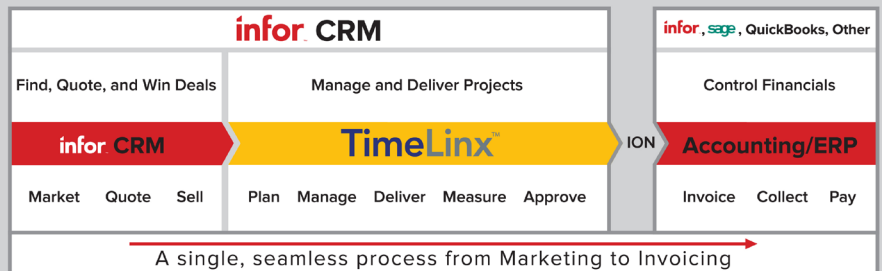 infor CRM
infor, sage, QuickBooks, Other
Find, Quote, and Win Deals
Manage and Deliver Projects
Control Financials
infor CRM
TimeLinx™
ION
Accounting/ERP
Market Quote Sell
Plan Manage Deliver Measure Approve
Invoice Collect Pay
A single, seamless process from Marketing to Invoicing